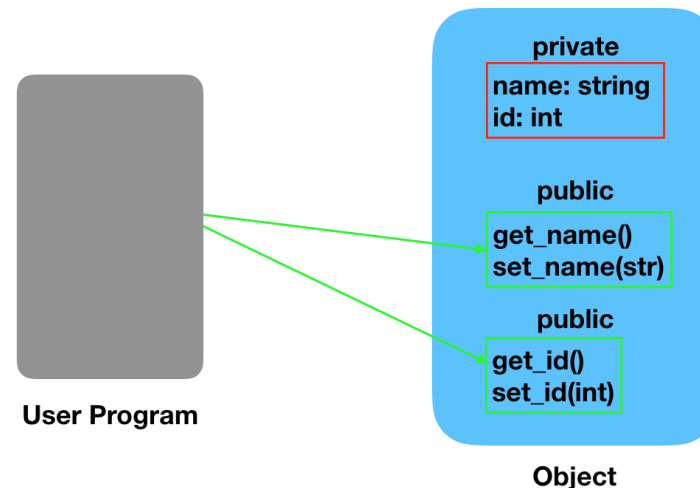 private
name: string
id: int
public
get_name()
set_name(str)
public
get_id()
set_id(int)
User Program
Object